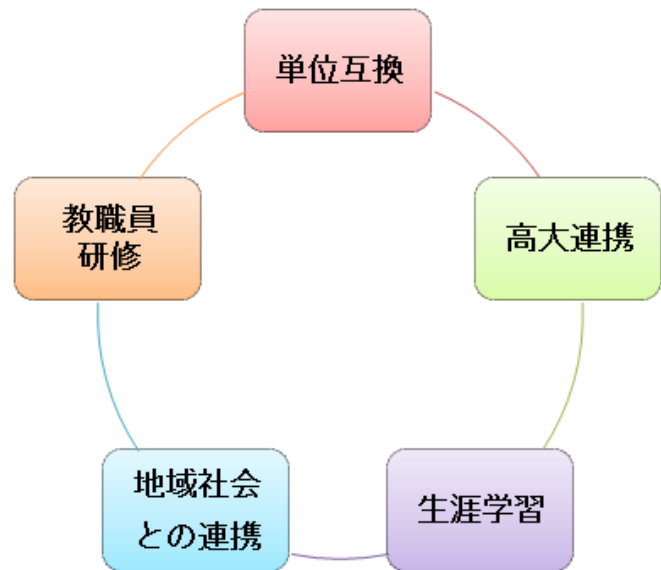 単位互換
高大連携
生涯学習
地域社会
との連携
教職員
研修